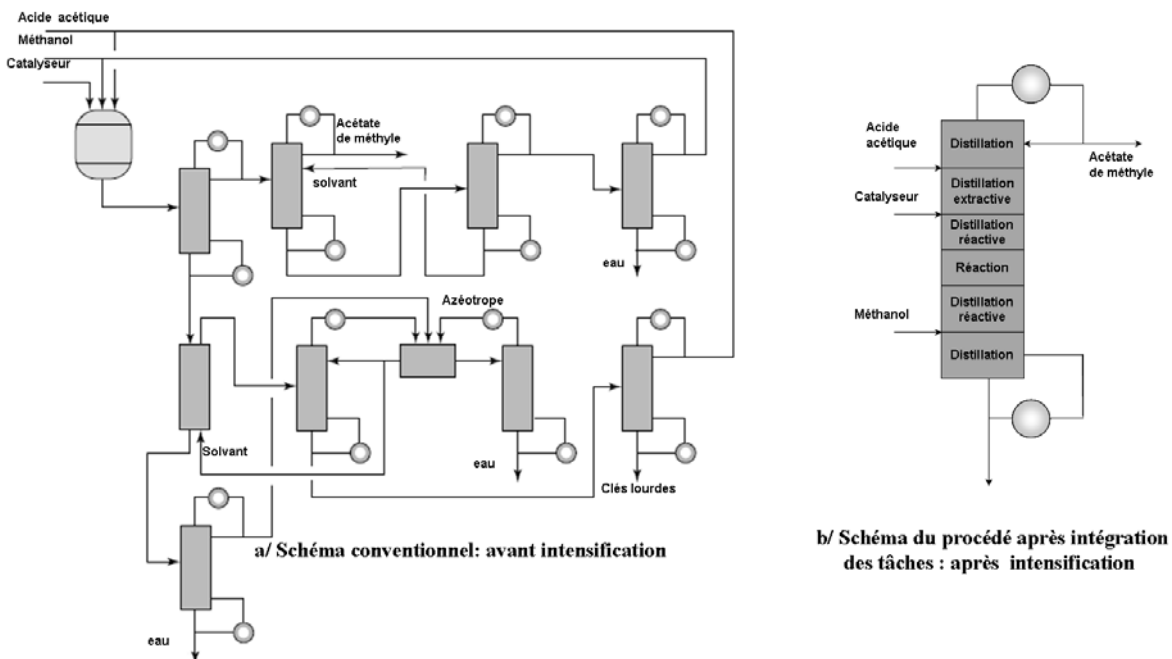 Acide acétique
Méthanol
Catalyseur
Acétate
de méthyle
solvant
eau
Azéotrope
Solvant
eau
Clés lourdes
a/ Schéma conventionnel: avant intensification
eau
Acide
acétique
Catalyseur
Méthanol
Distillation
Distillation
extractive
Distillation
réactive
Réaction
Distillation
réactive
Distillation
Acétate
de méthyle
b/ Schéma du procédé après intégration
des tâches : après intensification